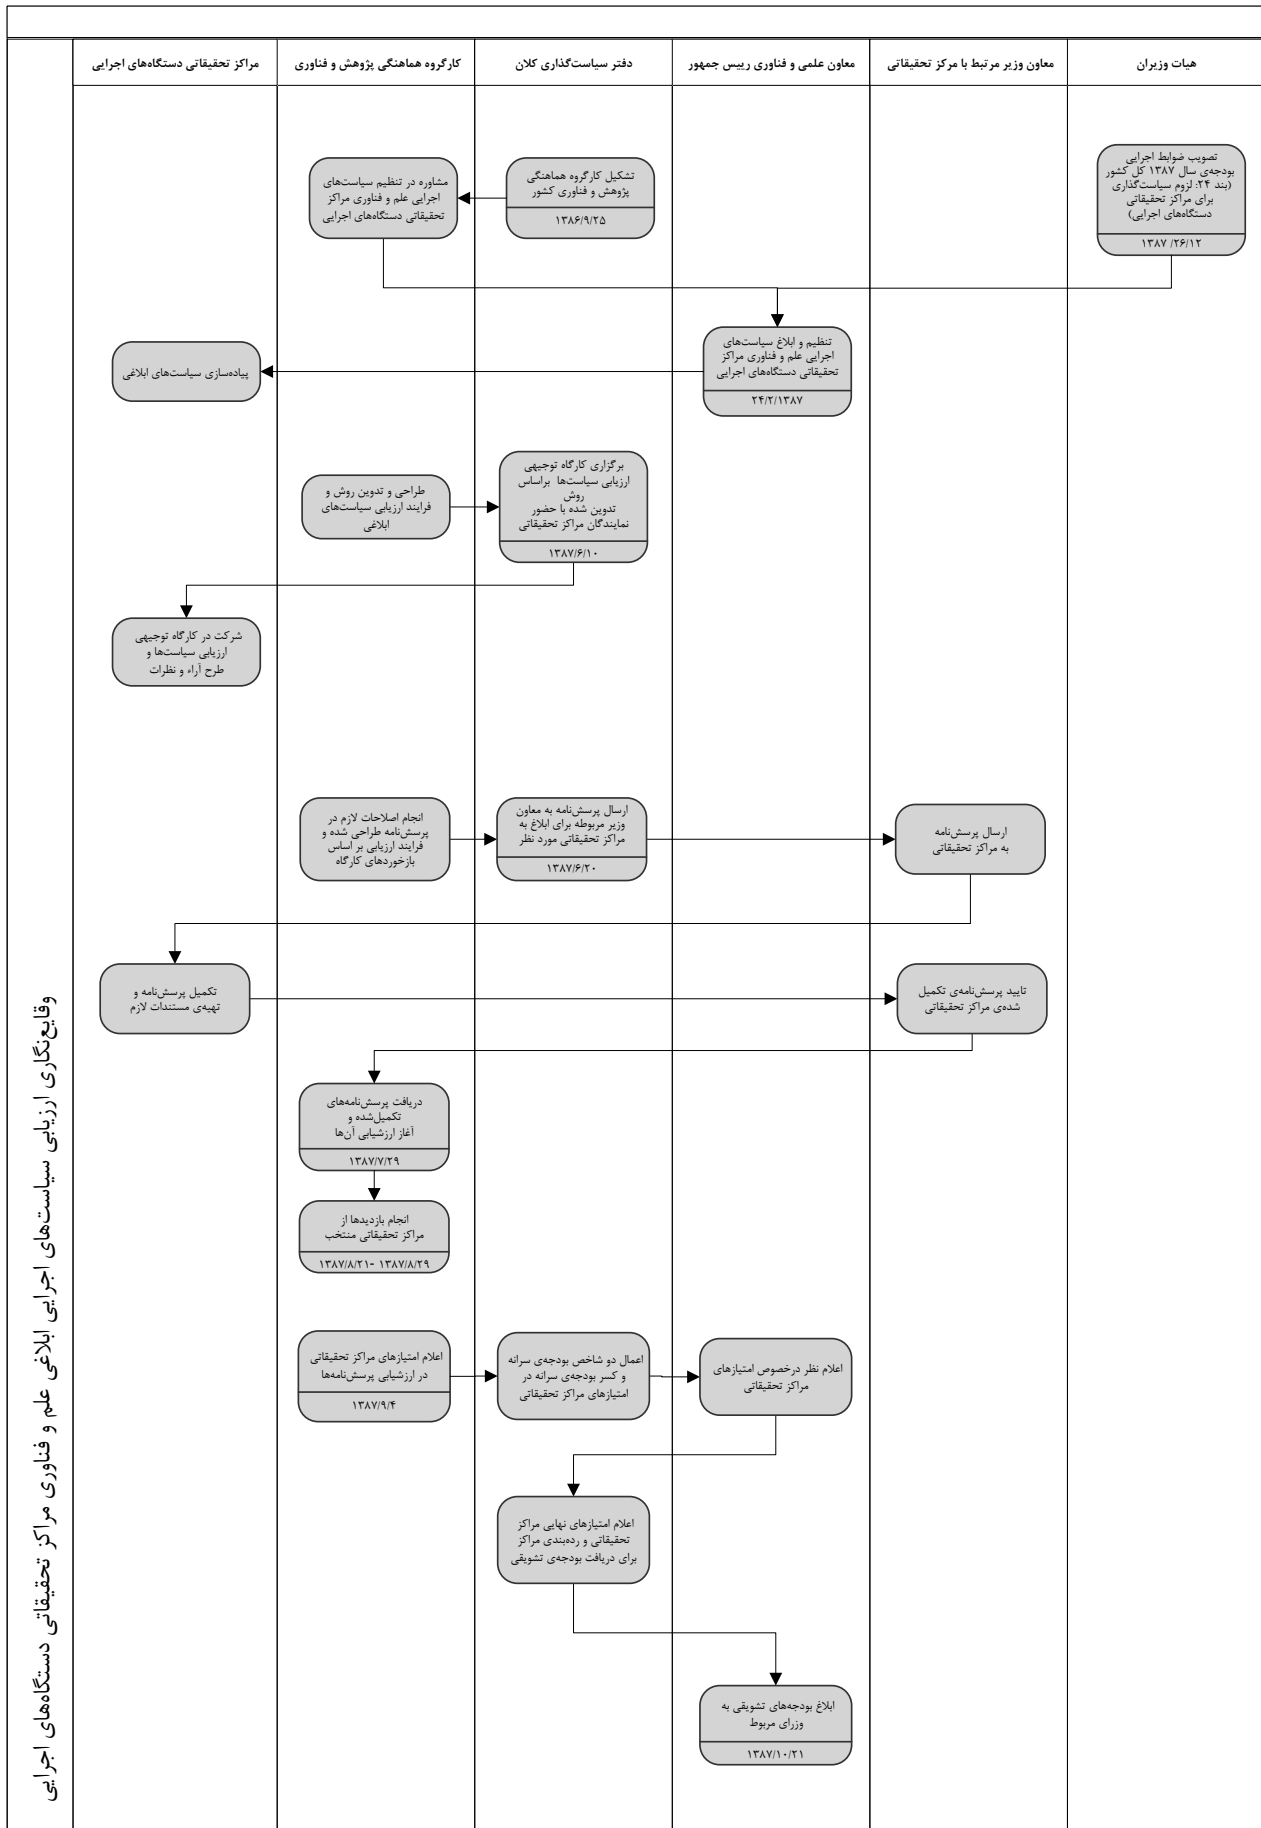 هیات وزیران
معاون وزیر مرتبط با مرکز تحقیقاتی
معاون علمی و فناوری رییس جمهور
دفتر سیاست‌گذاری کلان
کارگروه هماهنگی پژوهش و فناوری
مراکز تحقیقاتی دستگاه‌های اجرایی
تصویب ضوابط اجرایی
بودجه‌ی سال ۱۳۸۷ کل کشور
(بند ۲۴: لزوم سیاست‌گذاری
برای مراکز تحقیقاتی
دستگاه‌های اجرایی)
۱۳۸۷ /۲۶/۱۲
تشکیل کارگروه هماهنگی
پژوهش و فناوری کشور
۱۳۸۶/۹/۲۵
مشاوره در تنظیم سیاست‌های
اجرایی علم و فناوری مراکز
تحقیقاتی دستگاه‌های اجرایی
تنظیم و ابلاغ سیاست‌های
اجرایی علم و فناوری مراکز
تحقیقاتی دستگاه‌های اجرایی
۲۴/۲/۱۳۸۷
پیاده‌سازی سیاست‌های ابلاغی
طراحی و تدوین روش و
فرایند ارزیابی سیاست‌های
ابلاغی
برگزاری کارگاه توجیهی
ارزیابی سیاست‌ها براساس
روش
تدوین شده با حضور
نمایندگان مراکز تحقیقاتی
۱۳۸۷/۶/۱۰
شرکت در کارگاه توجیهی
ارزیابی سیاست‌ها و
طرح آراء و نظرات
انجام اصلاحات لازم در
پرسش‌نامه طراحی شده و
فرایند ارزیابی بر اساس
بازخوردهای کارگاه
ارسال پرسش‌نامه به معاون
وزیر مربوطه برای ابلاغ به
مراکز تحقیقاتی مورد نظر
۱۳۸۷/۶/۲۰
ارسال پرسش‌نامه
به مراکز تحقیقاتی
تکمیل پرسش‌نامه و
تهیه‌ی مستندات لازم
تایید پرسش‌نامه‌ی تکمیل
شده‌ی مراکز تحقیقاتی
دریافت پرسش‌نامه‌های
تکمیل‌شده و
آغاز ارزشیابی آن‌ها
۱۳۸۷/۷/۲۹
انجام بازدیدها از
مراکز تحقیقاتی منتخب
۱۳۸۷/۸/۲۱- ۱۳۸۷/۸/۲۹
اعلام امتیازهای مراکز تحقیقاتی
در ارزشیابی پرسش‌نامه‌ها
۱۳۸۷/۹/۴
اعمال دو شاخص بودجه‌ی سرانه
و کسر بودجه‌ی سرانه در
امتیازهای مراکز تحقیقاتی
اعلام نظر درخصوص امتیازهای
مراکز تحقیقاتی
اعلام امتیازهای نهایی مراکز
تحقیقاتی و رده‌بندی مراکز
برای دریافت بودجه‌ی تشویقی
ابلاغ بودجه‌های تشویقی به
وزرای مربوط
۱۳۸۷/۱۰/۲۱
وقایع‌نگاری ارزیابی سیاست‌های اجرایی ابلاغی علم و فناوری مراکز تحقیقاتی دستگاه‌های اجرایی